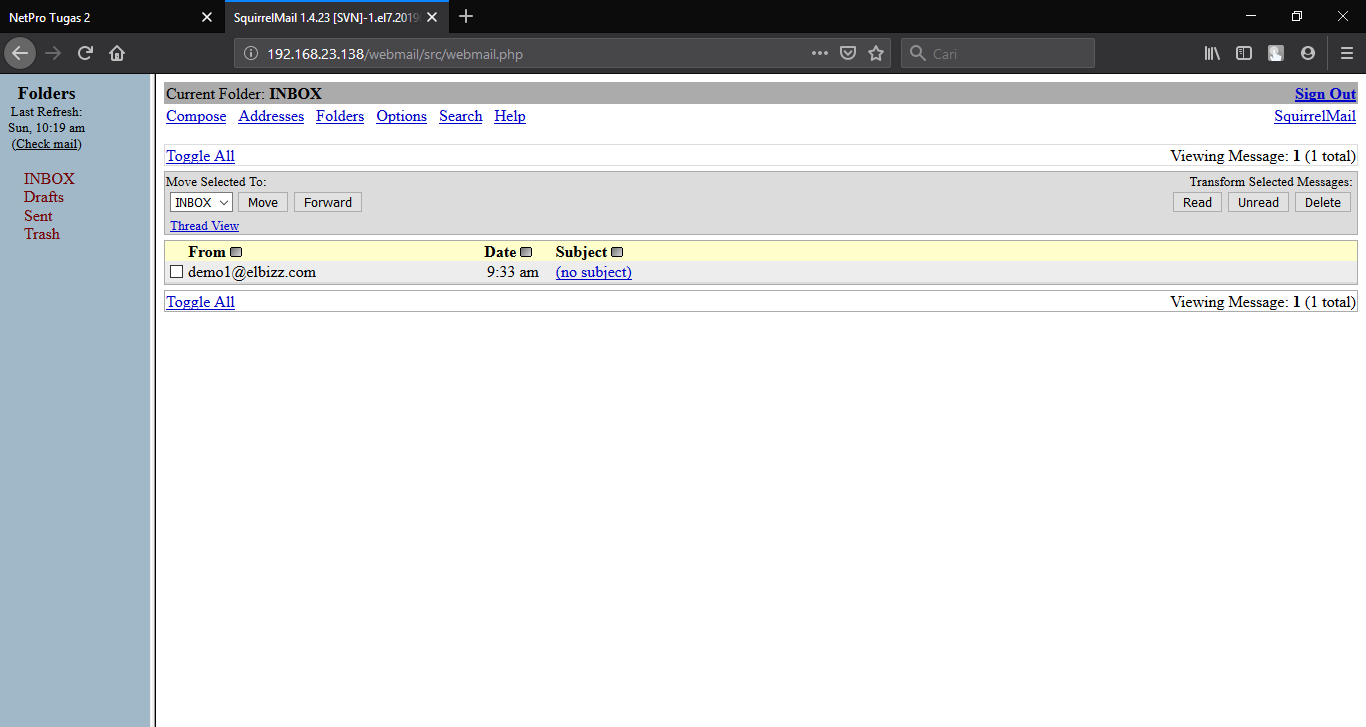 NetPro Tugas 2
SquirrelMail 1.4.23 [SVN]-1.el7.2019
192.168.23.138/webmail/src/webmail.php
Cari
Folders
Last Refresh:
Sun, 10:19 am
(Check mail)
INBOX
Drafts
Sent
Trash
Current Folder: INBOX Sign Out
Compose Addresses Folders Options Search Help SquirrelMail
Toggle All Viewing Message: 1 (1 total)
Move Selected To: Transform Selected Messages:
INBOX Move Forward Read Unread Delete
Thread View
From Date Subject
demo1@elbizz.com 9:33 am (no subject)
Toggle All Viewing Message: 1 (1 total)